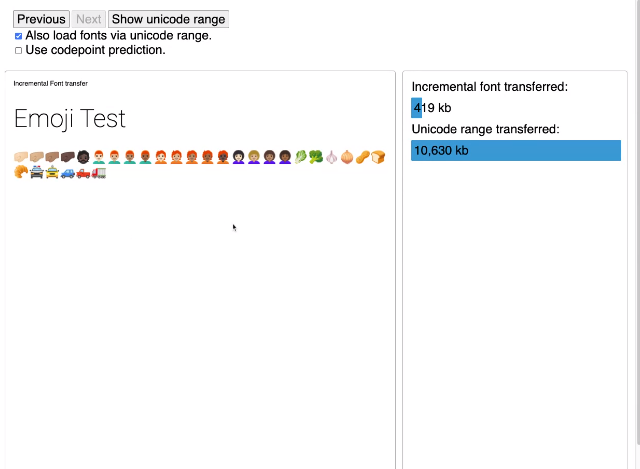 Previous Next Show unicode range
Also load fonts via unicode range.
Use codepoint prediction.
Incremental Font transfer
Emoji Test
Incremental font transferred:
419 kb
Unicode range transferred:
10,630 kb